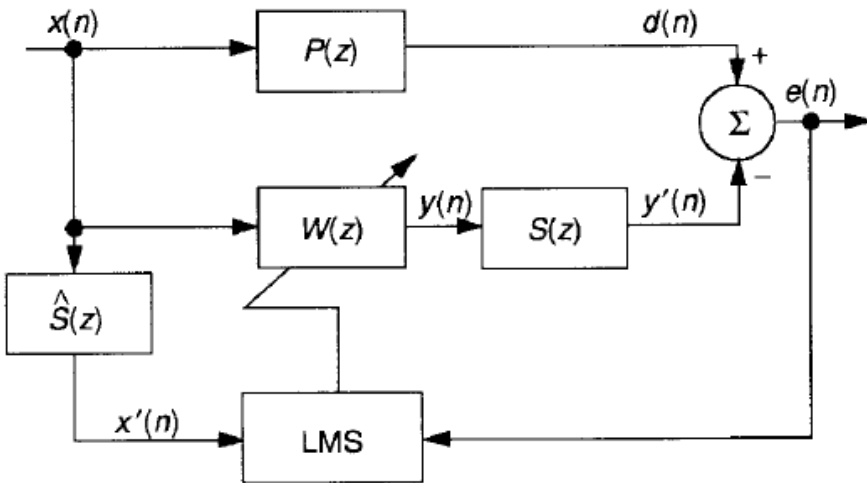 x(n)
P(z)
d(n)
+
Σ
e(n)
−
W(z)
y(n)
S(z)
y′(n)
Ŝ(z)
x′(n)
LMS